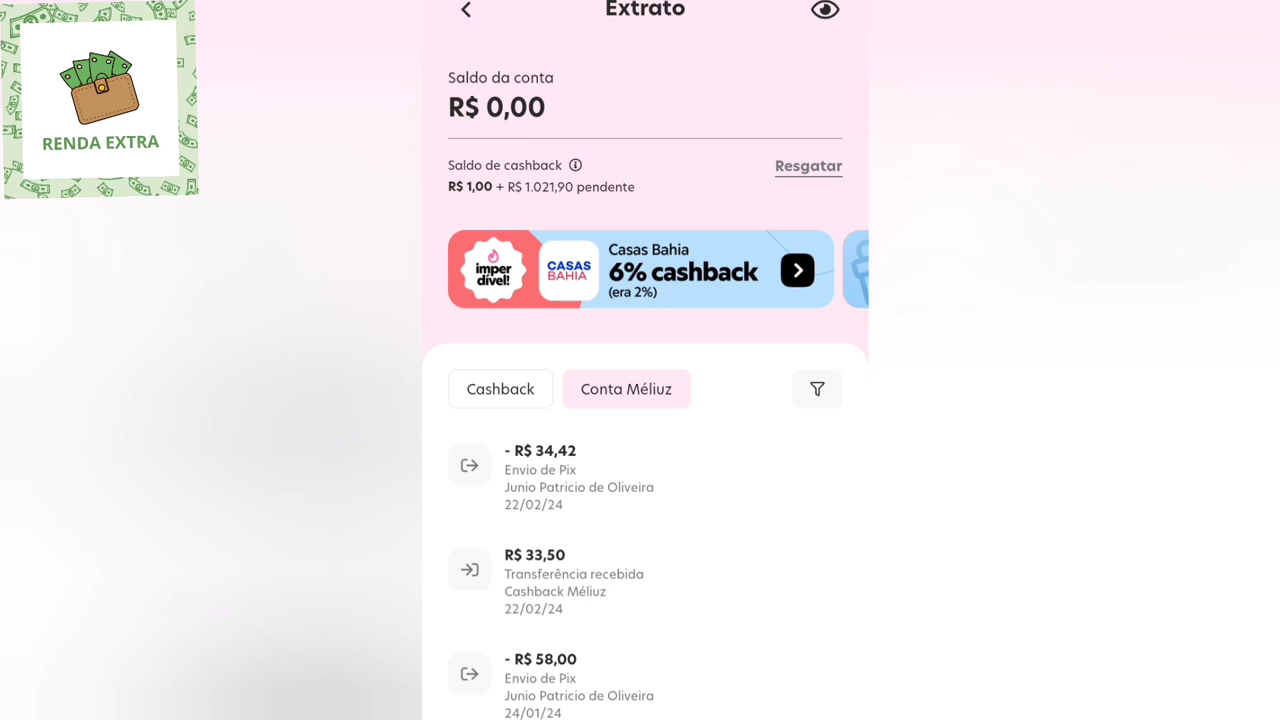 RENDA EXTRA
Extrato
Saldo da conta
R$ 0,00
Saldo de cashback
Resgatar
R$ 1,00 + R$ 1.021,90 pendente
imper
dível!
CASAS
BAHIA
Casas Bahia
6% cashback
(era 2%)
Cashback
Conta Méliuz
- R$ 34,42
Envio de Pix
Junio Patricio de Oliveira
22/02/24
R$ 33,50
Transferência recebida
Cashback Méliuz
22/02/24
- R$ 58,00
Envio de Pix
Junio Patricio de Oliveira
24/01/24